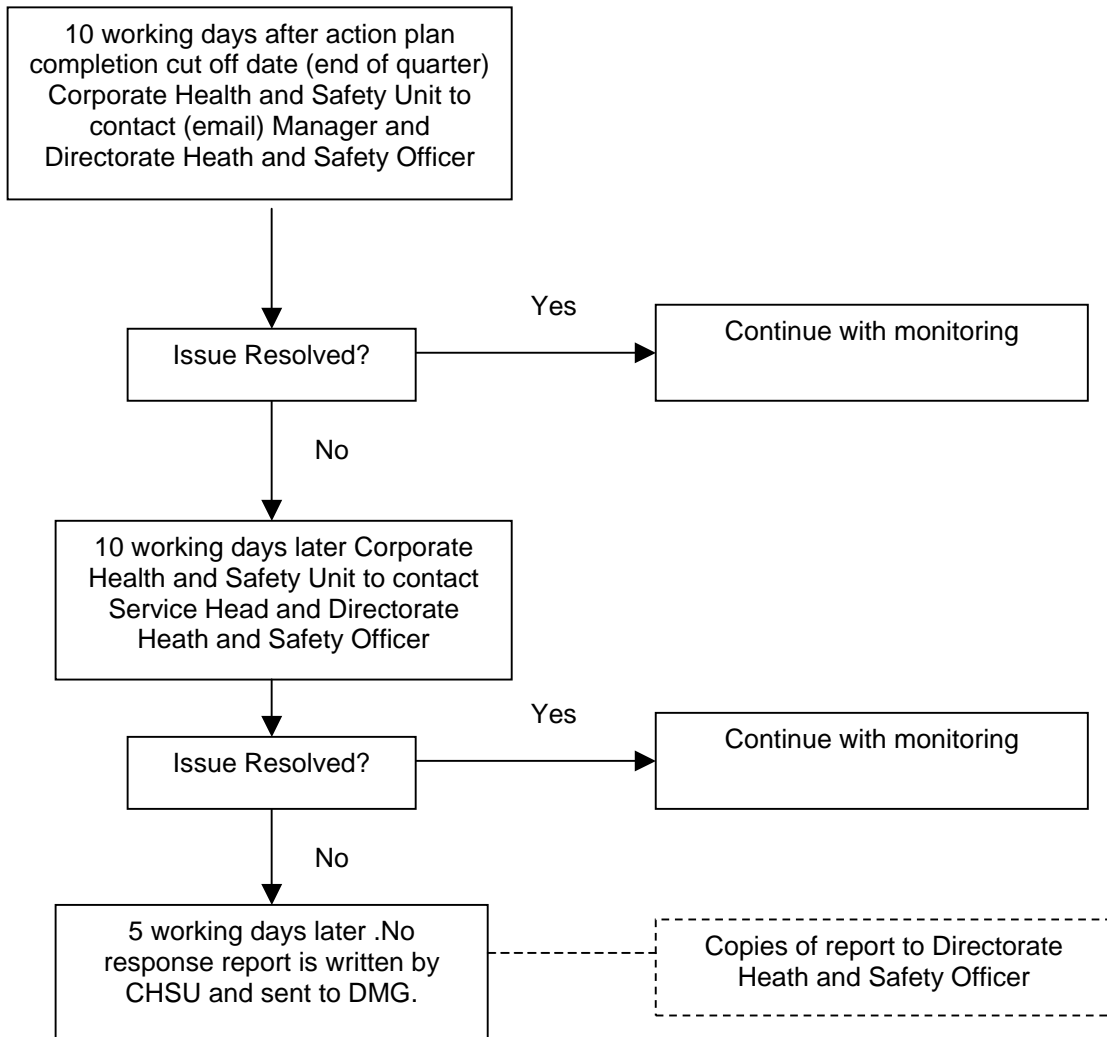 10 working days after action plan
completion cut off date (end of quarter)
Corporate Health and Safety Unit to
contact (email) Manager and
Directorate Heath and Safety Officer
Yes
Issue Resolved?
Continue with monitoring
No
10 working days later Corporate
Health and Safety Unit to contact
Service Head and Directorate
Heath and Safety Officer
Yes
Issue Resolved?
Continue with monitoring
No
5 working days later .No
response report is written by
CHSU and sent to DMG.
Copies of report to Directorate
Heath and Safety Officer